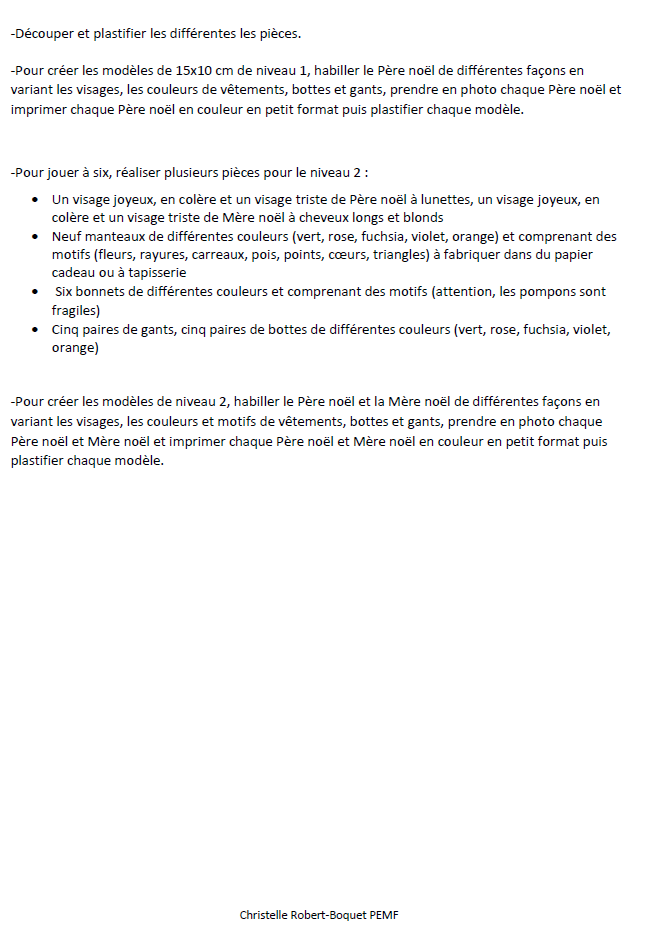 -Découper et plastifier les différentes les pièces.
-Pour créer les modèles de 15x10 cm de niveau 1, habiller le Père noël de différentes façons en
variant les visages, les couleurs de vêtements, bottes et gants, prendre en photo chaque Père noël et
imprimer chaque Père noël en couleur en petit format puis plastifier chaque modèle.
-Pour jouer à six, réaliser plusieurs pièces pour le niveau 2 :
• Un visage joyeux, en colère et un visage triste de Père noël à lunettes, un visage joyeux, en
colère et un visage triste de Mère noël à cheveux longs et blonds
• Neuf manteaux de différentes couleurs (vert, rose, fuchsia, violet, orange) et comprenant des
motifs (fleurs, rayures, carreaux, pois, points, cœurs, triangles) à fabriquer dans du papier
cadeau ou à tapisserie
• Six bonnets de différentes couleurs et comprenant des motifs (attention, les pompons sont
fragiles)
• Cinq paires de gants, cinq paires de bottes de différentes couleurs (vert, rose, fuchsia, violet,
orange)
-Pour créer les modèles de niveau 2, habiller le Père noël et la Mère noël de différentes façons en
variant les visages, les couleurs et motifs de vêtements, bottes et gants, prendre en photo chaque
Père noël et Mère noël et imprimer chaque Père noël et Mère noël en couleur en petit format puis
plastifier chaque modèle.
Christelle Robert-Boquet PEMF